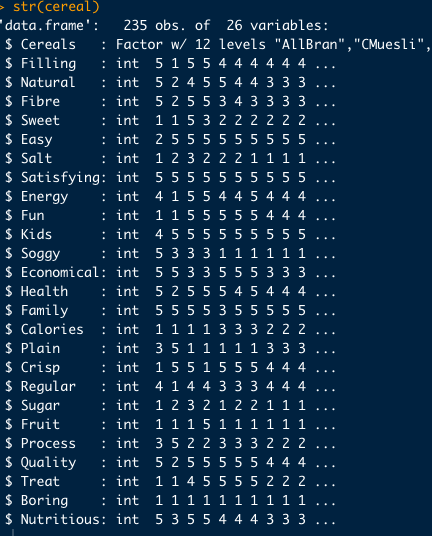 > str(cereal)
'data.frame':   235 obs. of  26 variables:
 $ Cereals   : Factor w/ 12 levels "AllBran","CMuesli",
 $ Filling   : int  5 1 5 5 4 4 4 4 4 4 ...
 $ Natural   : int  5 2 4 5 5 4 4 3 3 3 ...
 $ Fibre     : int  5 2 5 5 3 4 3 3 3 3 ...
 $ Sweet     : int  1 1 5 3 2 2 2 2 2 2 ...
 $ Easy      : int  2 5 5 5 5 5 5 5 5 5 ...
 $ Salt      : int  1 2 3 2 2 2 1 1 1 1 ...
 $ Satisfying: int  5 5 5 5 5 5 5 5 5 5 ...
 $ Energy    : int  4 1 5 5 4 4 5 4 4 4 ...
 $ Fun       : int  1 1 5 5 5 5 5 4 4 4 ...
 $ Kids      : int  4 5 5 5 5 5 5 5 5 5 ...
 $ Soggy     : int  5 3 3 3 1 1 1 1 1 1 ...
 $ Economical: int  5 5 3 3 5 5 5 3 3 3 ...
 $ Health    : int  5 2 5 5 5 4 5 4 4 4 ...
 $ Family    : int  5 5 5 5 3 5 5 5 5 5 ...
 $ Calories  : int  1 1 1 1 3 3 3 2 2 2 ...
 $ Plain     : int  3 5 1 1 1 1 1 3 3 3 ...
 $ Crisp     : int  1 5 5 1 5 5 5 4 4 4 ...
 $ Regular   : int  4 1 4 4 3 3 3 4 4 4 ...
 $ Sugar     : int  1 2 3 2 1 2 2 1 1 1 ...
 $ Fruit     : int  1 1 1 5 1 1 1 1 1 1 ...
 $ Process   : int  3 5 2 2 3 3 3 2 2 2 ...
 $ Quality   : int  5 2 5 5 5 5 5 4 4 4 ...
 $ Treat     : int  1 1 4 5 5 5 5 2 2 2 ...
 $ Boring    : int  1 1 1 1 1 1 1 1 1 1 ...
 $ Nutritious: int  5 3 5 5 4 4 4 3 3 3 ...